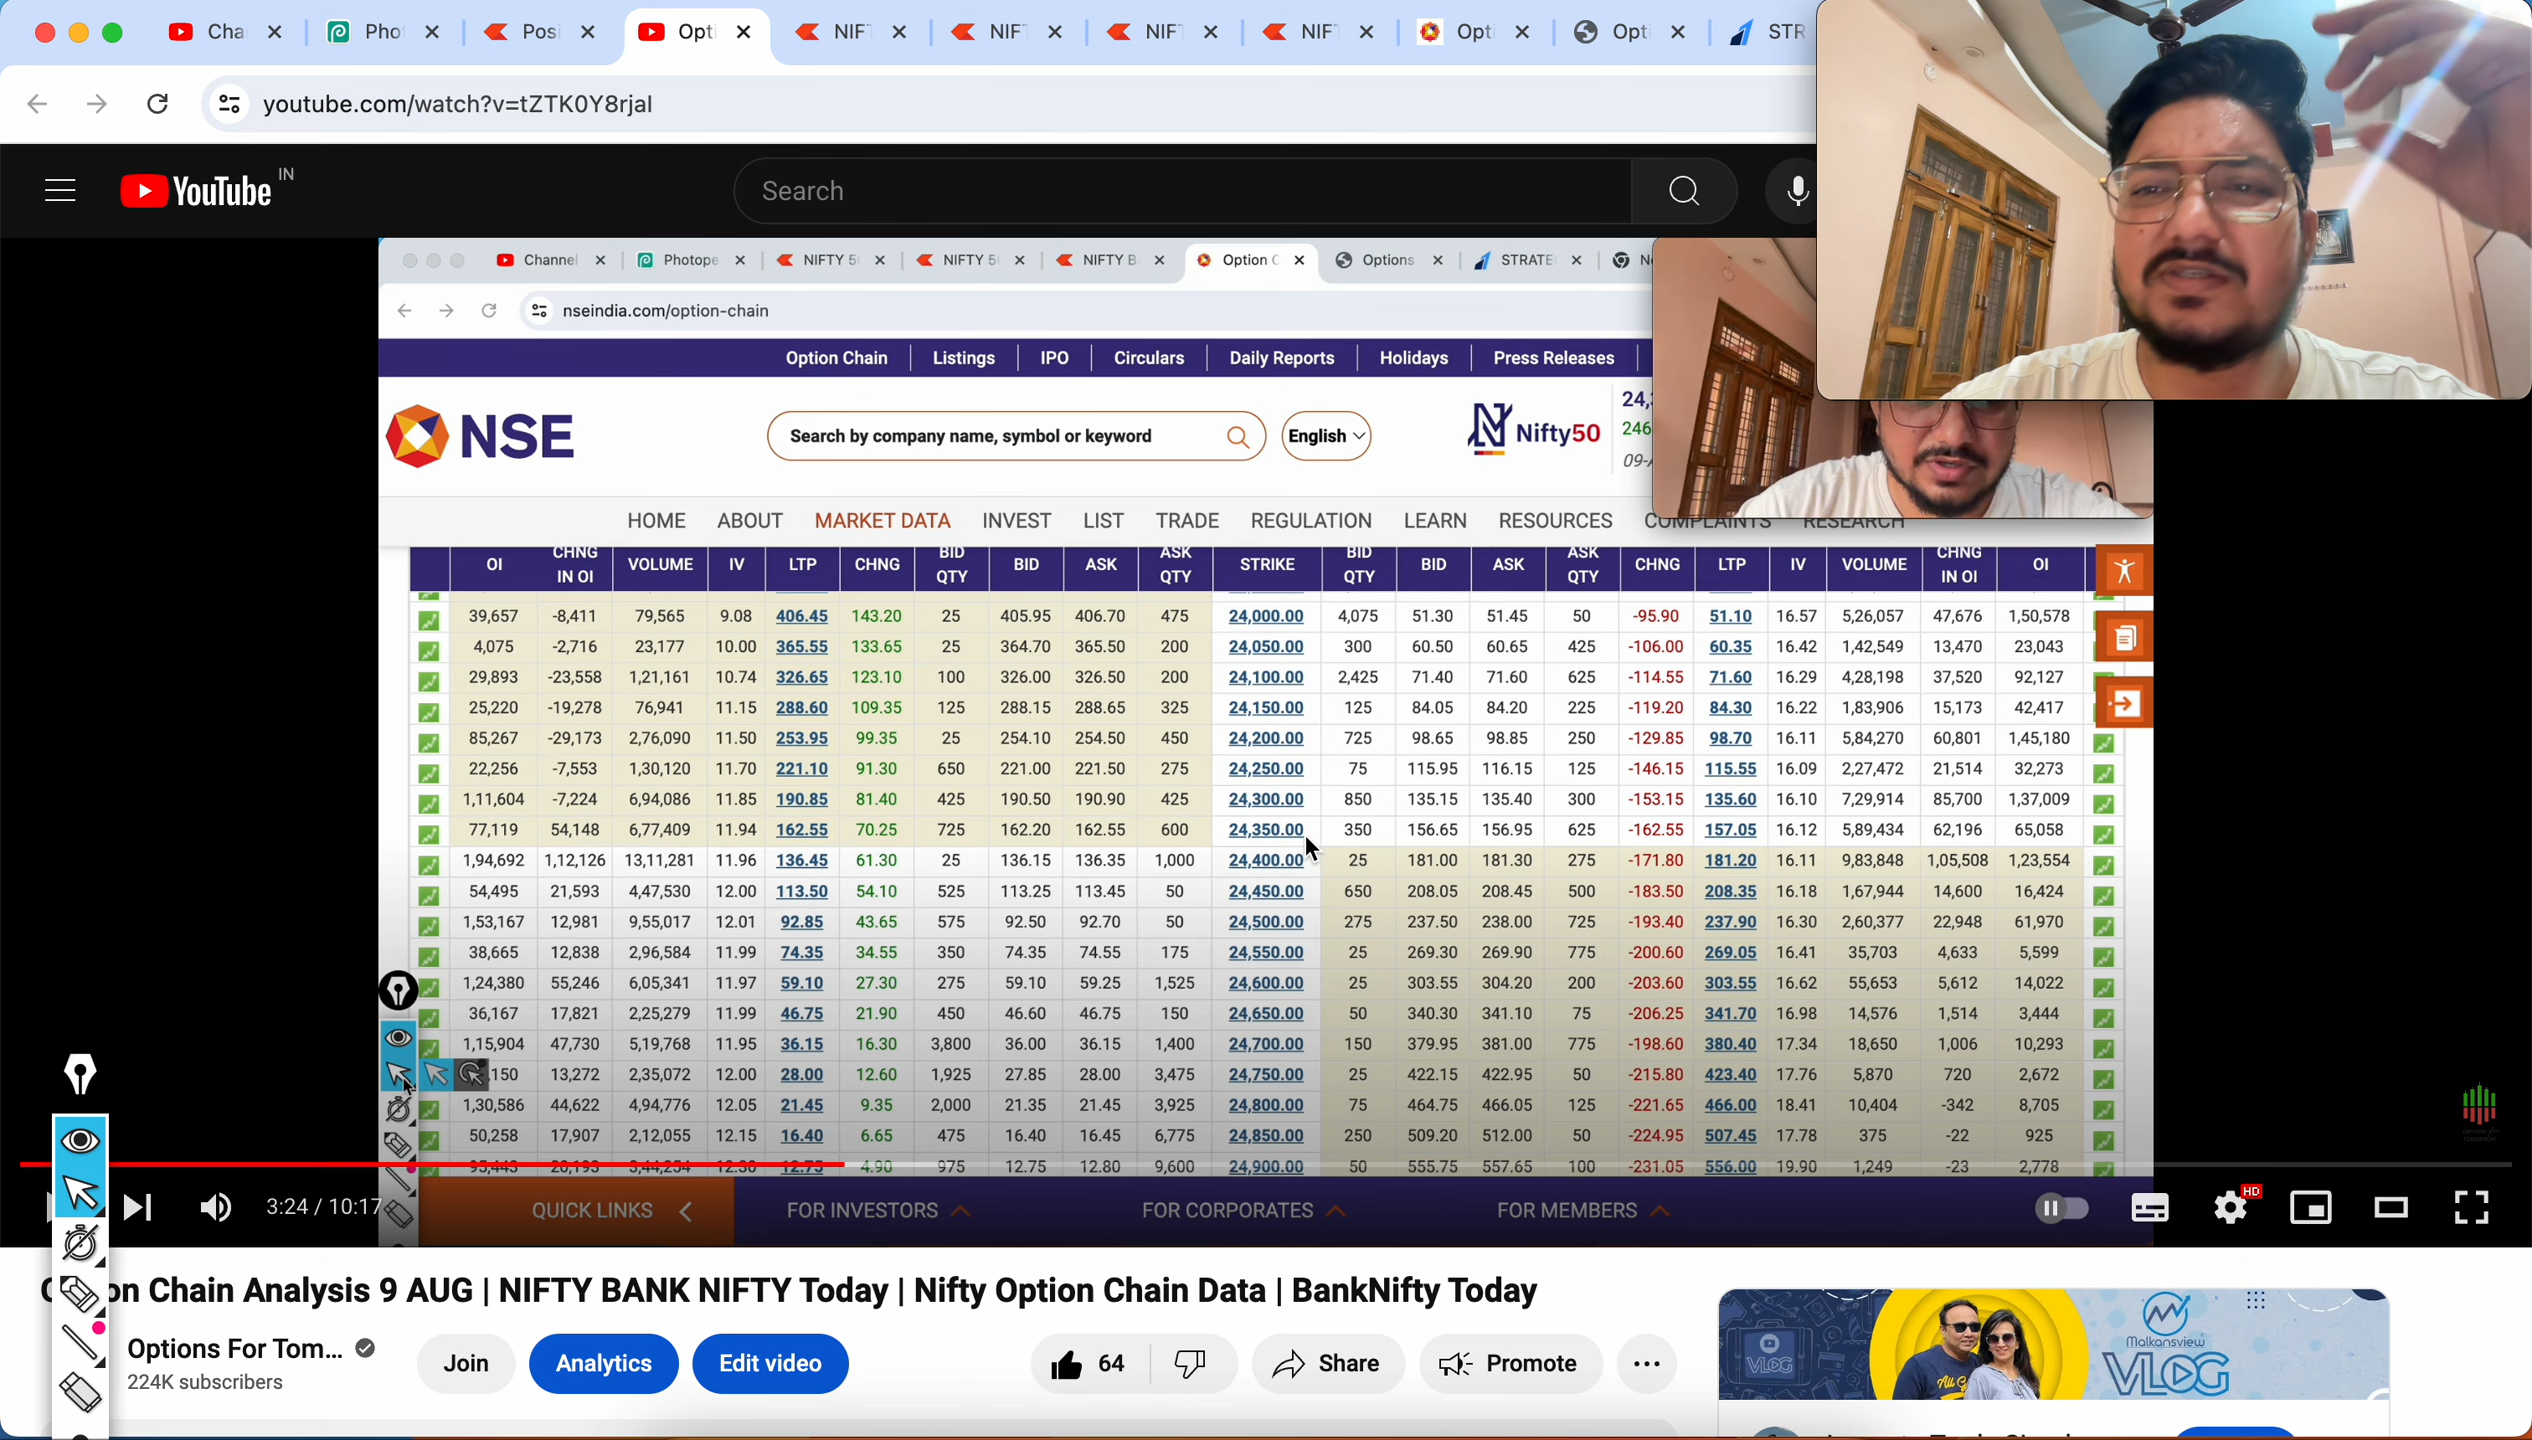 Cha
Pho
Posi
Opti
NIFT
NIFT
NIFT
NIFT
Opti
Opti
STR
youtube.com/watch?v=tZTK0Y8rjaI
YouTube IN
Search
Channel
Photope
NIFTY 5
NIFTY 5
NIFTY B
Option C
Options
STRATE
nseindia.com/option-chain
Option Chain Listings IPO Circulars Daily Reports Holidays Press Releases
NSE
Search by company name, symbol or keyword
English
Nifty50
24,
246
09-
HOME ABOUT MARKET DATA INVEST LIST TRADE REGULATION LEARN RESOURCES COMPLAINTS RESEARCH
OI CHNG IN OI VOLUME IV LTP CHNG BID QTY BID ASK ASK QTY STRIKE BID QTY BID ASK ASK QTY CHNG LTP IV VOLUME CHNG IN OI OI
39,657 -8,411 79,565 9.08 406.45 143.20 25 405.95 406.70 475 24,000.00 4,075 51.30 51.45 50 -95.90 51.10 16.57 5,26,057 47,676 1,50,578
4,075 -2,716 23,177 10.00 365.55 133.65 25 364.70 365.50 200 24,050.00 300 60.50 60.65 425 -106.00 60.35 16.42 1,42,549 13,470 23,043
29,893 -23,558 1,21,161 10.74 326.65 123.10 100 326.00 326.50 200 24,100.00 2,425 71.40 71.60 625 -114.55 71.60 16.29 4,28,198 37,520 92,127
25,220 -19,278 76,941 11.15 288.60 109.35 125 288.15 288.65 325 24,150.00 125 84.05 84.20 225 -119.20 84.30 16.22 1,83,906 15,173 42,417
85,267 -29,173 2,76,090 11.50 253.95 99.35 25 254.10 254.50 450 24,200.00 725 98.65 98.85 250 -129.85 98.70 16.11 5,84,270 60,801 1,45,180
22,256 -7,553 1,30,120 11.70 221.10 91.30 650 221.00 221.50 275 24,250.00 75 115.95 116.15 125 -146.15 115.55 16.09 2,27,472 21,514 32,273
1,11,604 -7,224 6,94,086 11.85 190.85 81.40 425 190.50 190.90 425 24,300.00 850 135.15 135.40 300 -153.15 135.60 16.10 7,29,914 85,700 1,37,009
77,119 54,148 6,77,409 11.94 162.55 70.25 725 162.20 162.55 600 24,350.00 350 156.65 156.95 625 -162.55 157.05 16.12 5,89,434 62,196 65,058
1,94,692 1,12,126 13,11,281 11.96 136.45 61.30 25 136.15 136.35 1,000 24,400.00 25 181.00 181.30 275 -171.80 181.20 16.11 9,83,848 1,05,508 1,23,554
54,495 21,593 4,47,530 12.00 113.50 54.10 525 113.25 113.45 50 24,450.00 650 208.05 208.45 500 -183.50 208.35 16.18 1,67,944 14,600 16,424
1,53,167 12,981 9,55,017 12.01 92.85 43.65 575 92.50 92.70 50 24,500.00 275 237.50 238.00 725 -193.40 237.90 16.30 2,60,377 22,948 61,970
38,665 12,838 2,96,584 11.99 74.35 34.55 350 74.35 74.55 175 24,550.00 25 269.30 269.90 775 -200.60 269.05 16.41 35,703 4,633 5,599
1,24,380 55,246 6,05,341 11.97 59.10 27.30 275 59.10 59.25 1,525 24,600.00 25 303.55 304.20 200 -203.60 303.55 16.62 55,653 5,612 14,022
36,167 17,821 2,25,279 11.99 46.75 21.90 450 46.60 46.75 150 24,650.00 50 340.30 341.10 75 -206.25 341.70 16.98 14,576 1,514 3,444
1,15,904 47,730 5,19,768 11.95 36.15 16.30 3,800 36.00 36.15 1,400 24,700.00 150 379.95 381.00 775 -198.60 380.40 17.34 18,650 1,006 10,293
,150 13,272 2,35,072 12.00 28.00 12.60 1,925 27.85 28.00 3,475 24,750.00 25 422.15 422.95 50 -215.80 423.40 17.76 5,870 720 2,672
1,30,586 44,622 4,94,776 12.05 21.45 9.35 2,000 21.35 21.45 3,925 24,800.00 75 464.75 466.05 125 -221.65 466.00 18.41 10,404 -342 8,705
50,258 17,907 2,12,055 12.15 16.40 6.65 475 16.40 16.45 6,775 24,850.00 250 509.20 512.00 50 -224.95 507.45 17.78 375 -22 925
95,443 20,193 3,44,254 12.30 12.75 4.90 975 12.75 12.80 9,600 24,900.00 50 555.75 557.65 100 -231.05 556.00 19.90 1,249 -23 2,778
3:24 / 10:17
QUICK LINKS FOR INVESTORS FOR CORPORATES FOR MEMBERS
HD
on Chain Analysis 9 AUG | NIFTY BANK NIFTY Today | Nifty Option Chain Data | BankNifty Today
Options For Tom...
224K subscribers
Join
Analytics
Edit video
64
Share
Promote
VLOG
Malkansview
VLOG